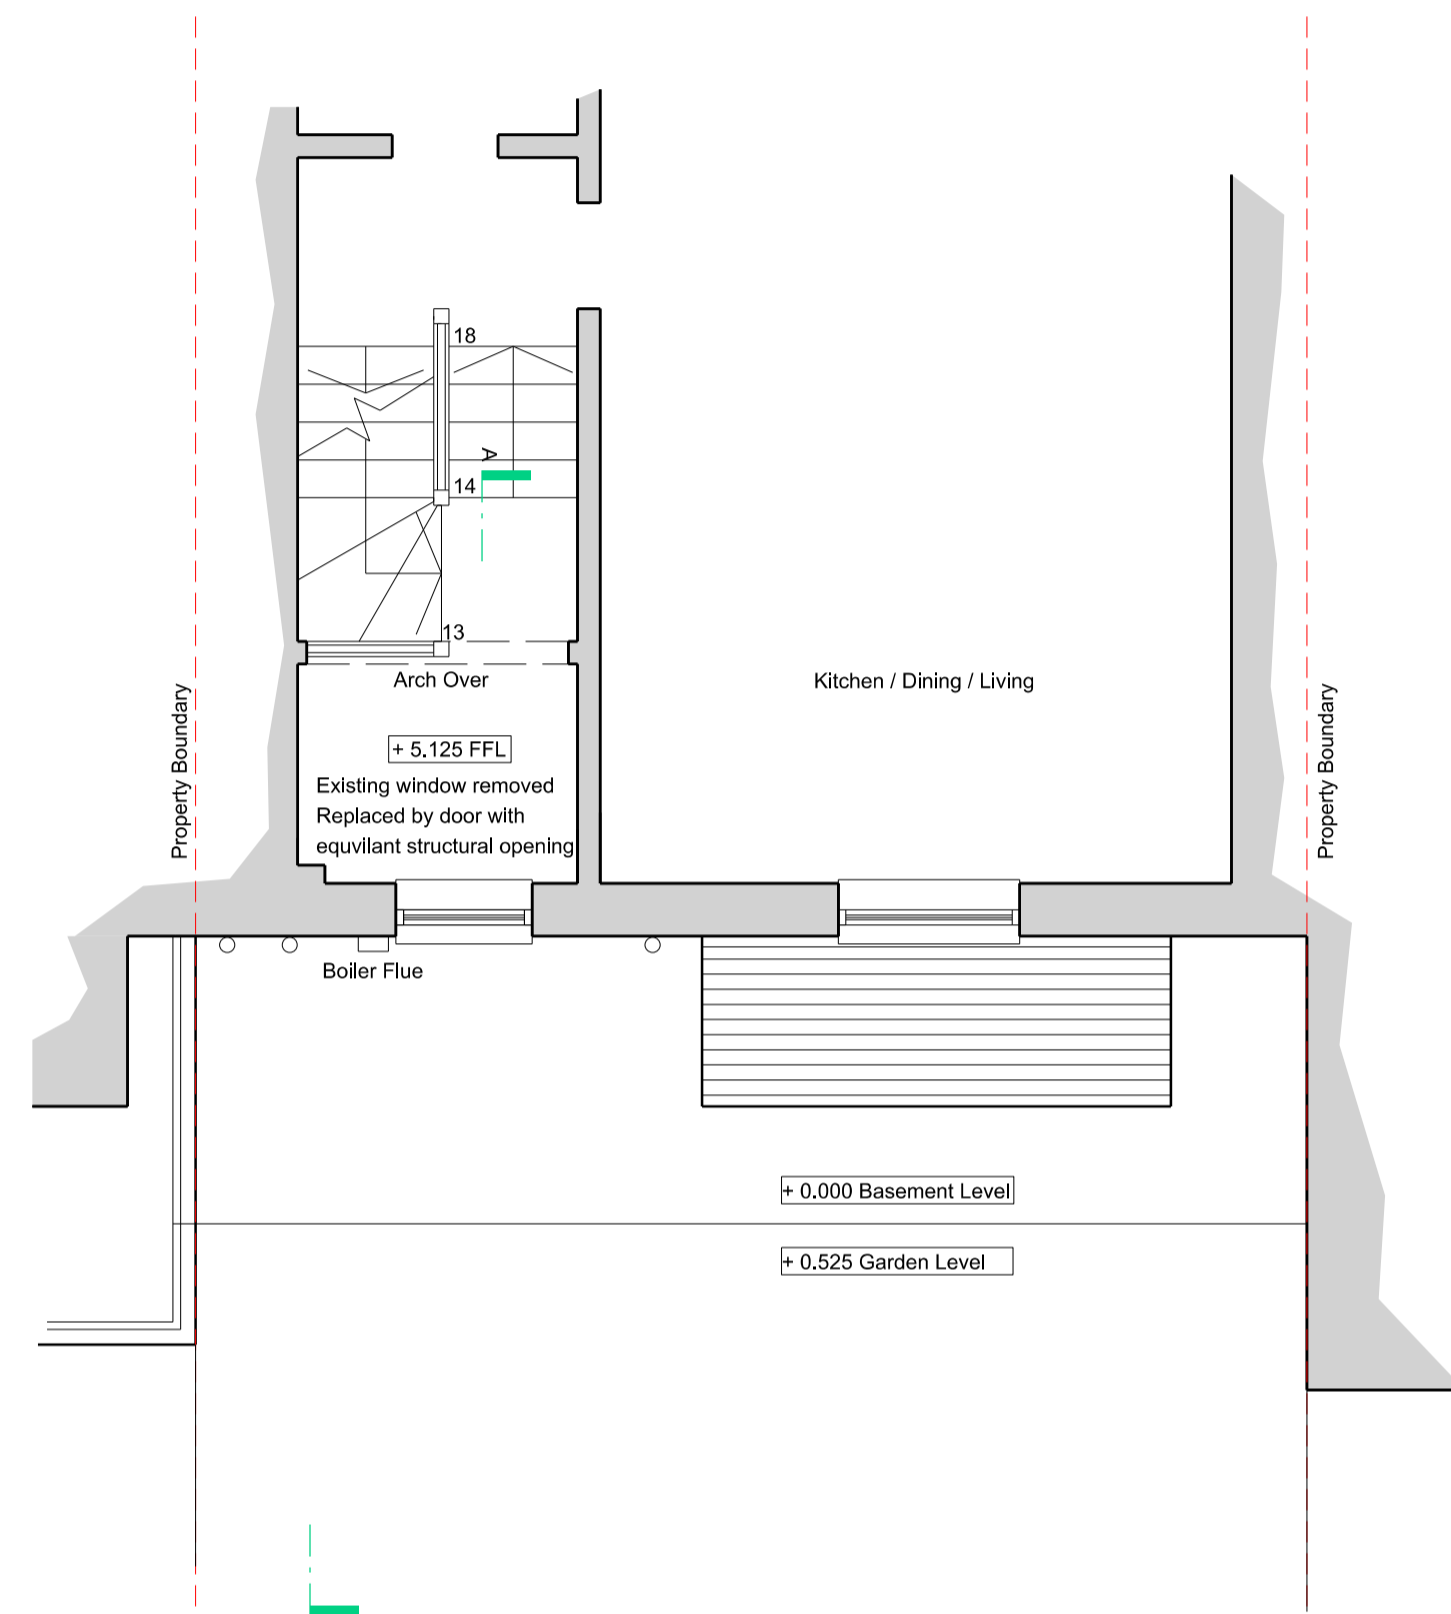 18
A
14
13
Arch Over
Kitchen / Dining / Living
Property Boundary
Property Boundary
+ 5.125 FFL
Existing window removed
Replaced by door with
equvilant structural opening
Boiler Flue
+ 0.000 Basement Level
+ 0.525 Garden Level